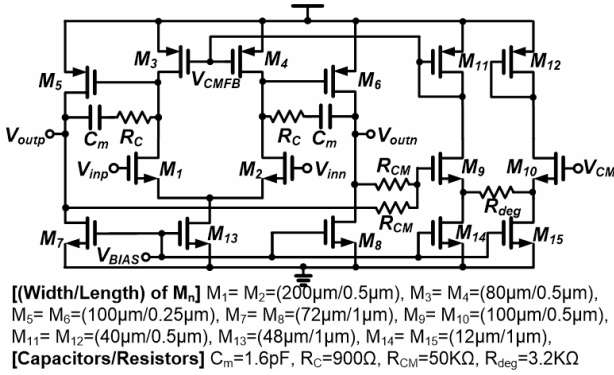 M3 M4
M5 VCMFB M6 M11 M12
Cm RC RC Cm
Voutp Voutn
Vinp M1 M2 Vinn RCM M9 M10 VCM
RCM Rdeg
M7 M13 M8 M14 M15
VBIAS
[(Width/Length) of Mn] M1= M2=(200µm/0.5µm), M3= M4=(80µm/0.5µm),
M5= M6=(100µm/0.25µm), M7= M8=(72µm/1µm), M9= M10=(100µm/0.5µm),
M11= M12=(40µm/0.5µm), M13=(48µm/1µm), M14= M15=(12µm/1µm),
[Capacitors/Resistors] Cm=1.6pF, RC=900Ω, RCM=50KΩ, Rdeg=3.2KΩ